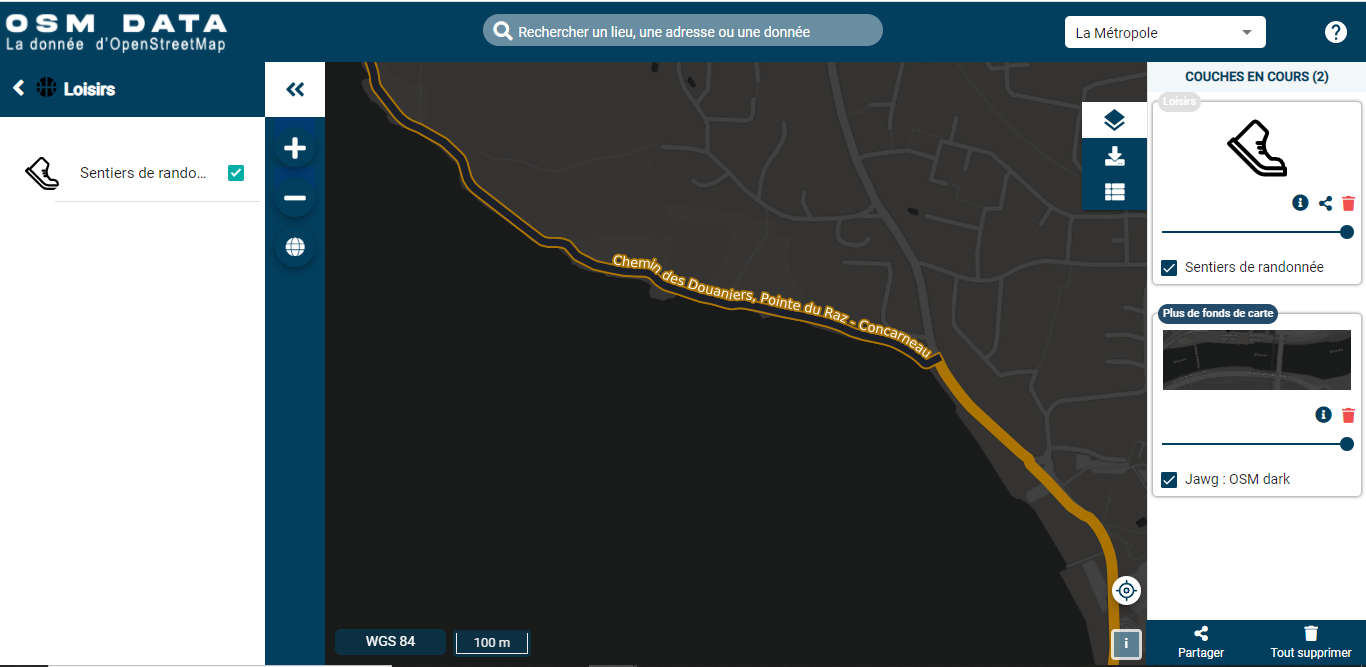 OSM DATA
La donnée d'OpenStreetMap
Rechercher un lieu, une adresse ou une donnée
La Métropole
?
Loisirs
Sentiers de rando...
Chemin des Douaniers, Pointe du Raz - Concarneau
WGS 84
100 m
i
COUCHES EN COURS (2)
Loisirs
Sentiers de randonnée
Plus de fonds de carte
Jawg : OSM dark
Partager
Tout supprimer